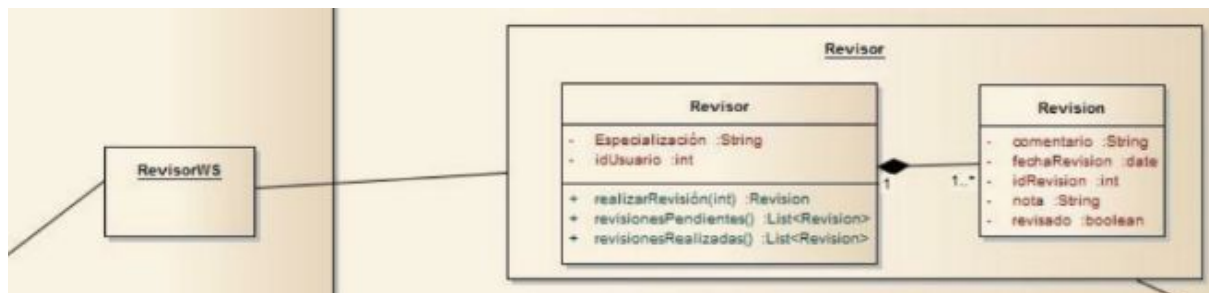 Revisor
RevisorWS
Revisor
- Especialización :String
- idUsuario :int
+ realizarRevisión(int) :Revision
+ revisionesPendientes() :List<Revision>
+ revisionesRealizadas() :List<Revision>
1
1..*
Revision
- comentario :String
- fechaRevision :date
- idRevision :int
- nota :String
- revisado :boolean